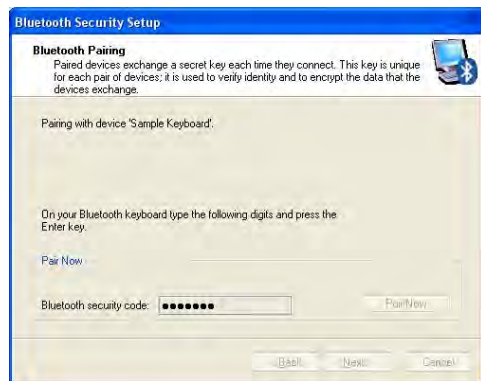 Bluetooth Security Setup
Bluetooth Pairing
Paired devices exchange a secret key each time they connect. This key is unique
for each pair of devices; it is used to verify identity and to encrypt the data that the
devices exchange.
Pairing with device 'Sample Keyboard'.
On your Bluetooth keyboard type the following digits and press the
Enter key.
Pair Now
Bluetooth security code: ●●●●●●●
Pair Now
Back Next Cancel